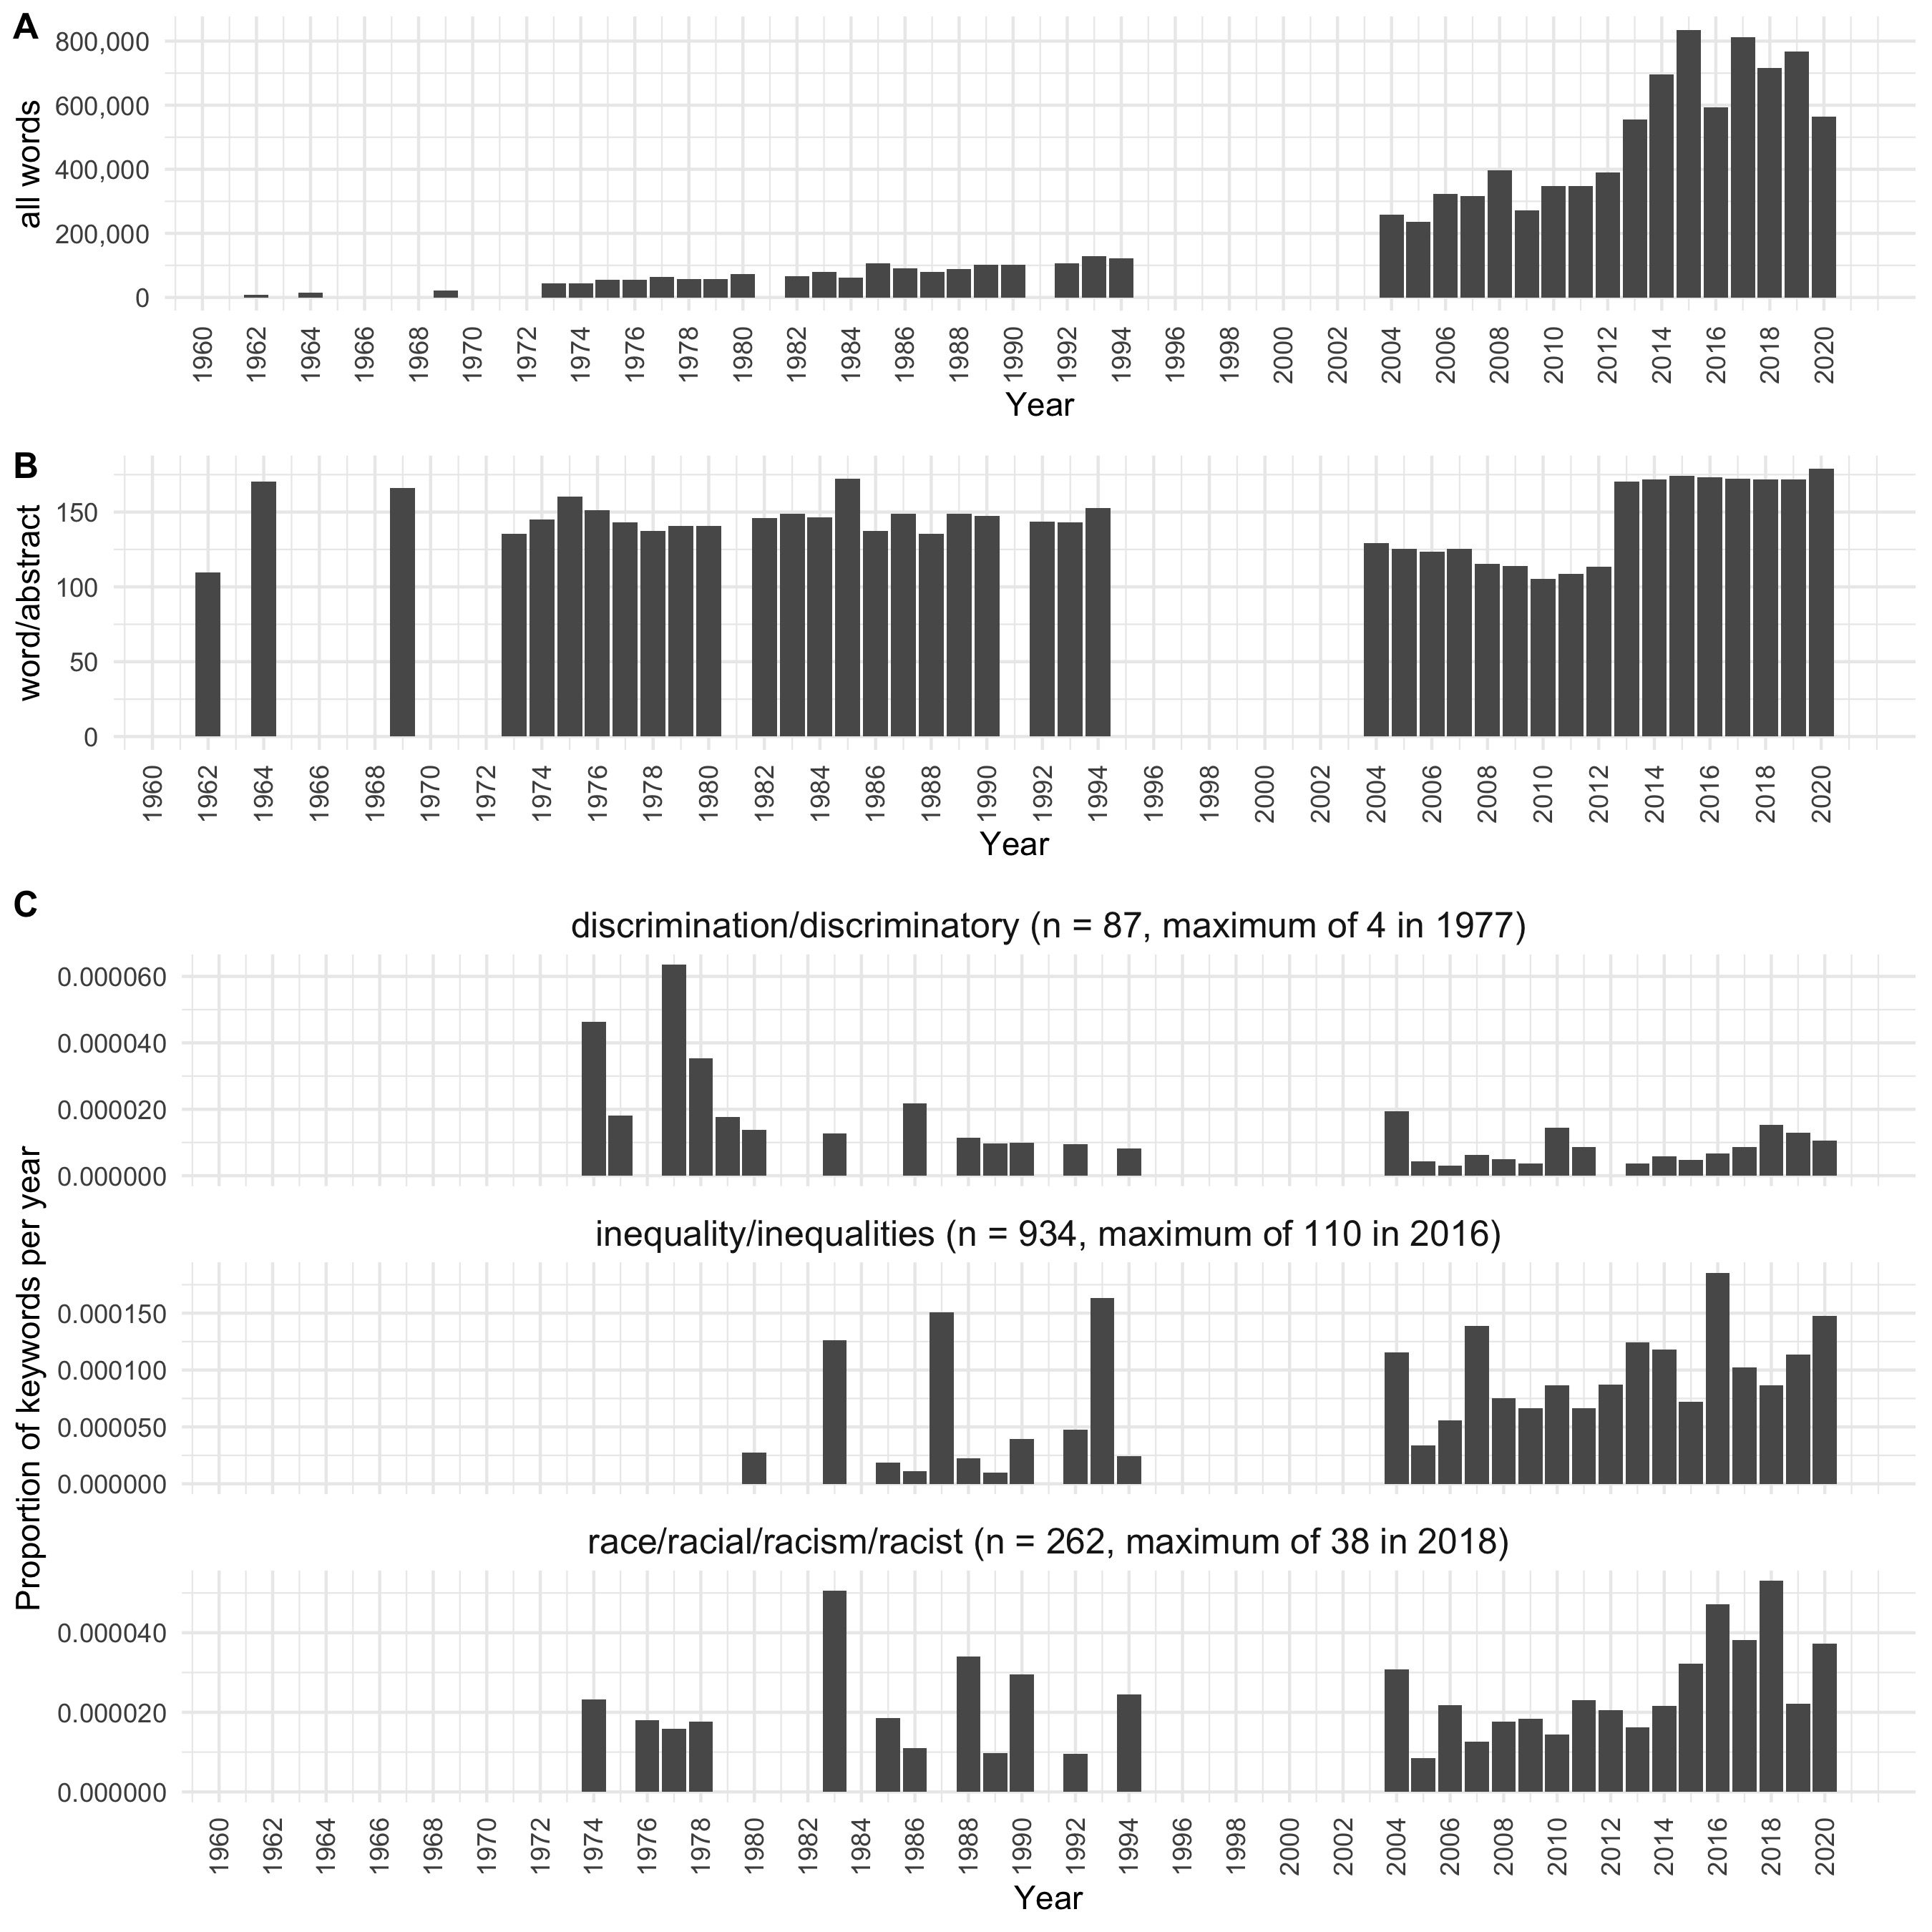 A
all words
800,000
600,000
400,000
200,000
0
1960 1962 1964 1966 1968 1970 1972 1974 1976 1978 1980 1982 1984 1986 1988 1990 1992 1994 1996 1998 2000 2002 2004 2006 2008 2010 2012 2014 2016 2018 2020
Year
B
word/abstract
150
100
50
0
1960 1962 1964 1966 1968 1970 1972 1974 1976 1978 1980 1982 1984 1986 1988 1990 1992 1994 1996 1998 2000 2002 2004 2006 2008 2010 2012 2014 2016 2018 2020
Year
C
Proportion of keywords per year
discrimination/discriminatory (n = 87, maximum of 4 in 1977)
0.000060
0.000040
0.000020
0.000000
inequality/inequalities (n = 934, maximum of 110 in 2016)
0.000150
0.000100
0.000050
0.000000
race/racial/racism/racist (n = 262, maximum of 38 in 2018)
0.000040
0.000020
0.000000
1960 1962 1964 1966 1968 1970 1972 1974 1976 1978 1980 1982 1984 1986 1988 1990 1992 1994 1996 1998 2000 2002 2004 2006 2008 2010 2012 2014 2016 2018 2020
Year